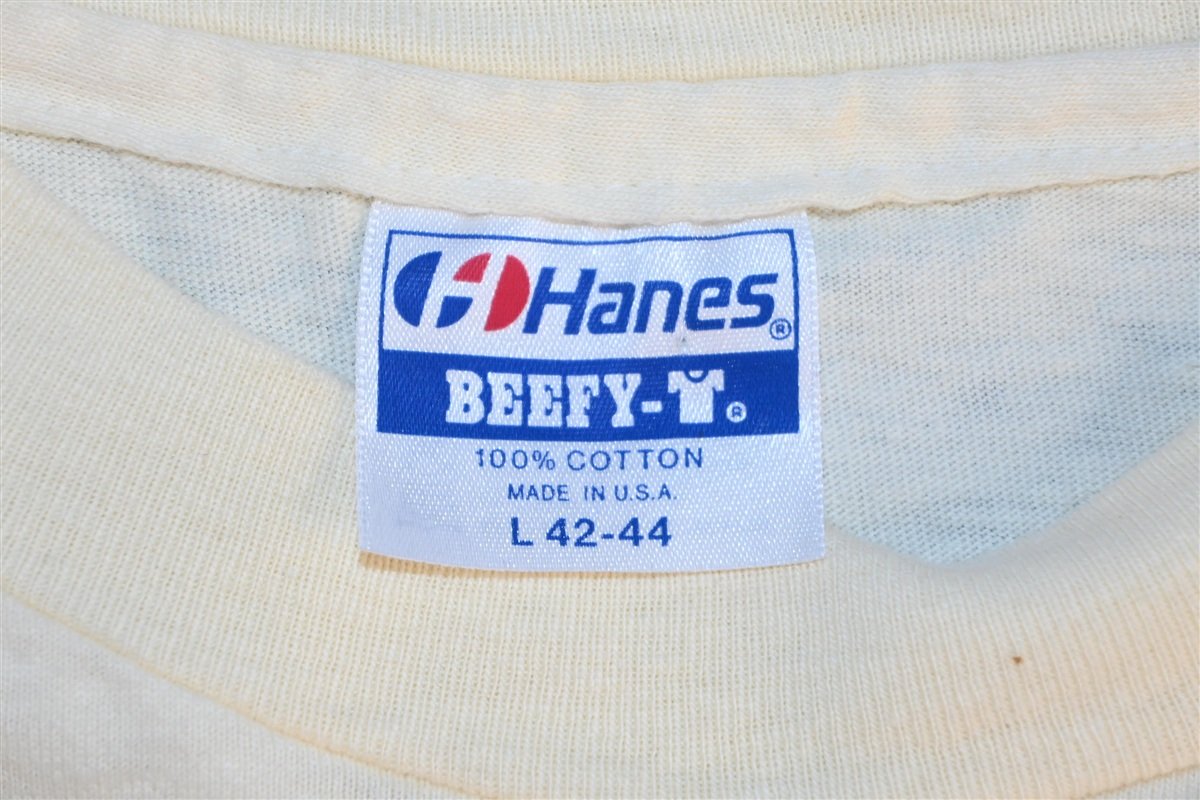 Hanes®
BEEFY-T®
100% COTTON
MADE IN U.S.A.
L 42-44